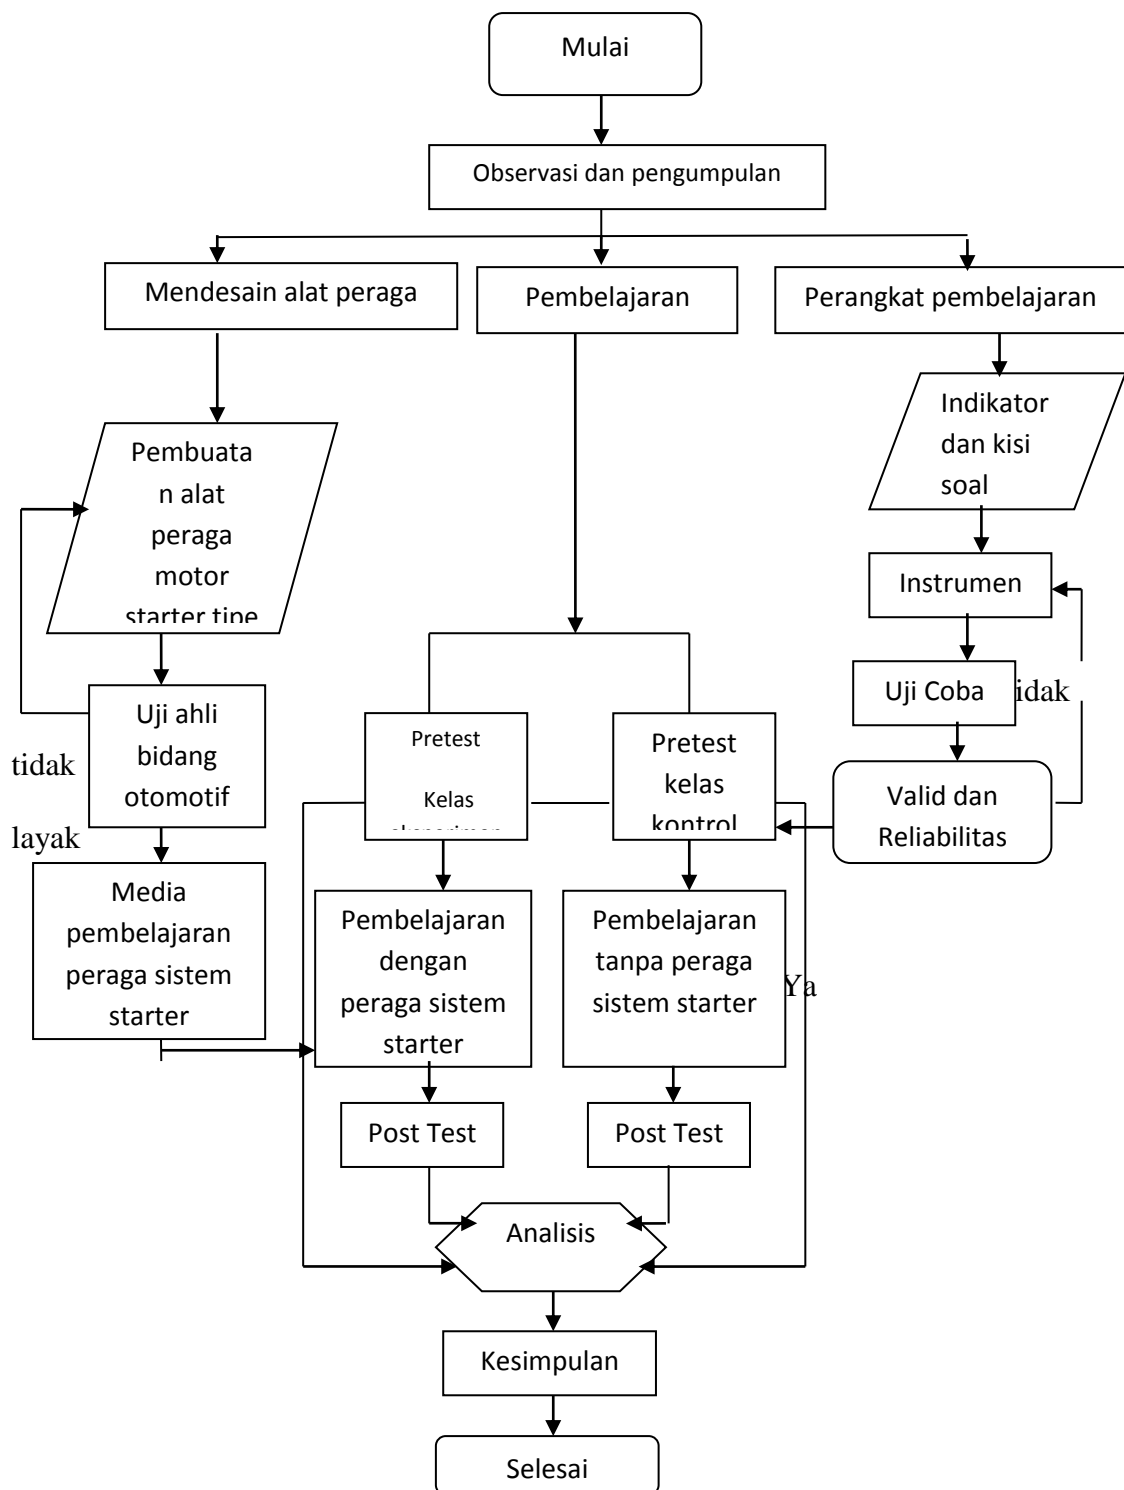 Mulai
Observasi dan pengumpulan
Mendesain alat peraga
Pembelajaran
Perangkat pembelajaran
Indikator
dan kisi
soal
Pembuata
n alat
peraga
motor
starter tipe
Instrumen
Uji Coba
idak
Uji ahli
bidang
otomotif
tidak
layak
Pretest
Kelas
Pretest
kelas
kontrol
Valid dan
Reliabilitas
Media
pembelajaran
peraga sistem
starter
Pembelajaran
dengan
peraga sistem
starter
Pembelajaran
tanpa peraga
sistem starter
Ya
Post Test
Post Test
Analisis
Kesimpulan
Selesai